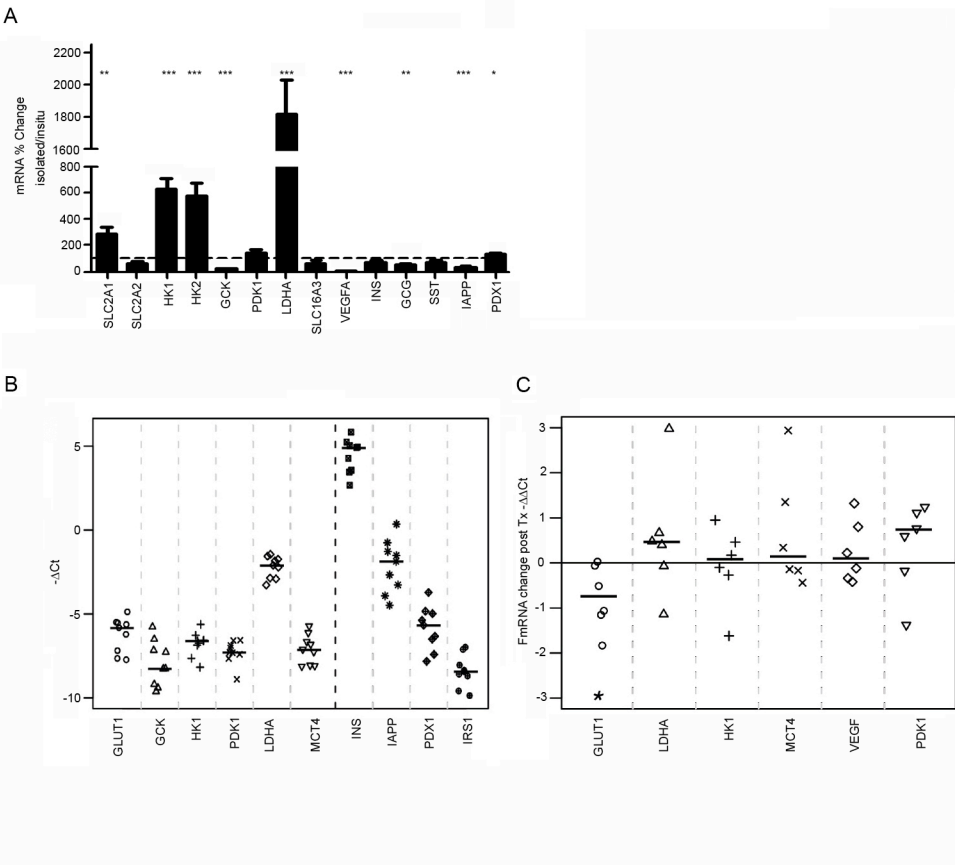 A
mRNA % Change
isolated/insitu
2200
2000
1800
1600
800
600
400
200
0
** *** *** *** *** *** ** *** *
SLC2A1
SLC2A2
HK1
HK2
GCK
PDK1
LDHA
SLC16A3
VEGFA
INS
GCG
SST
IAPP
PDX1
B
-ΔCt
5
0
-5
-10
GLUT1
GCK
HK1
PDK1
LDHA
MCT4
INS
IAPP
PDX1
IRS1
C
FmRNA change post Tx -ΔΔCt
3
2
1
0
-1
-2
-3
GLUT1
LDHA
HK1
MCT4
VEGF
PDK1